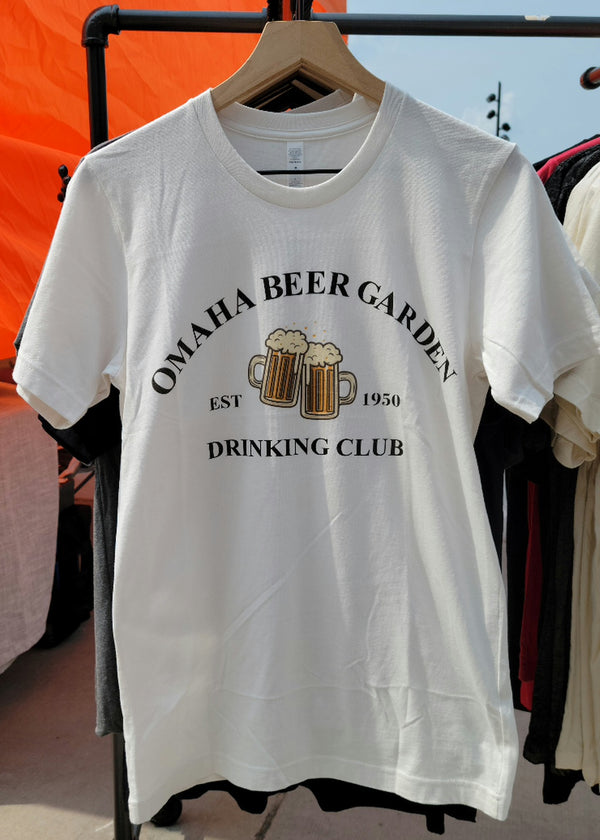 OMAHA BEER GARDEN
EST 1950
DRINKING CLUB